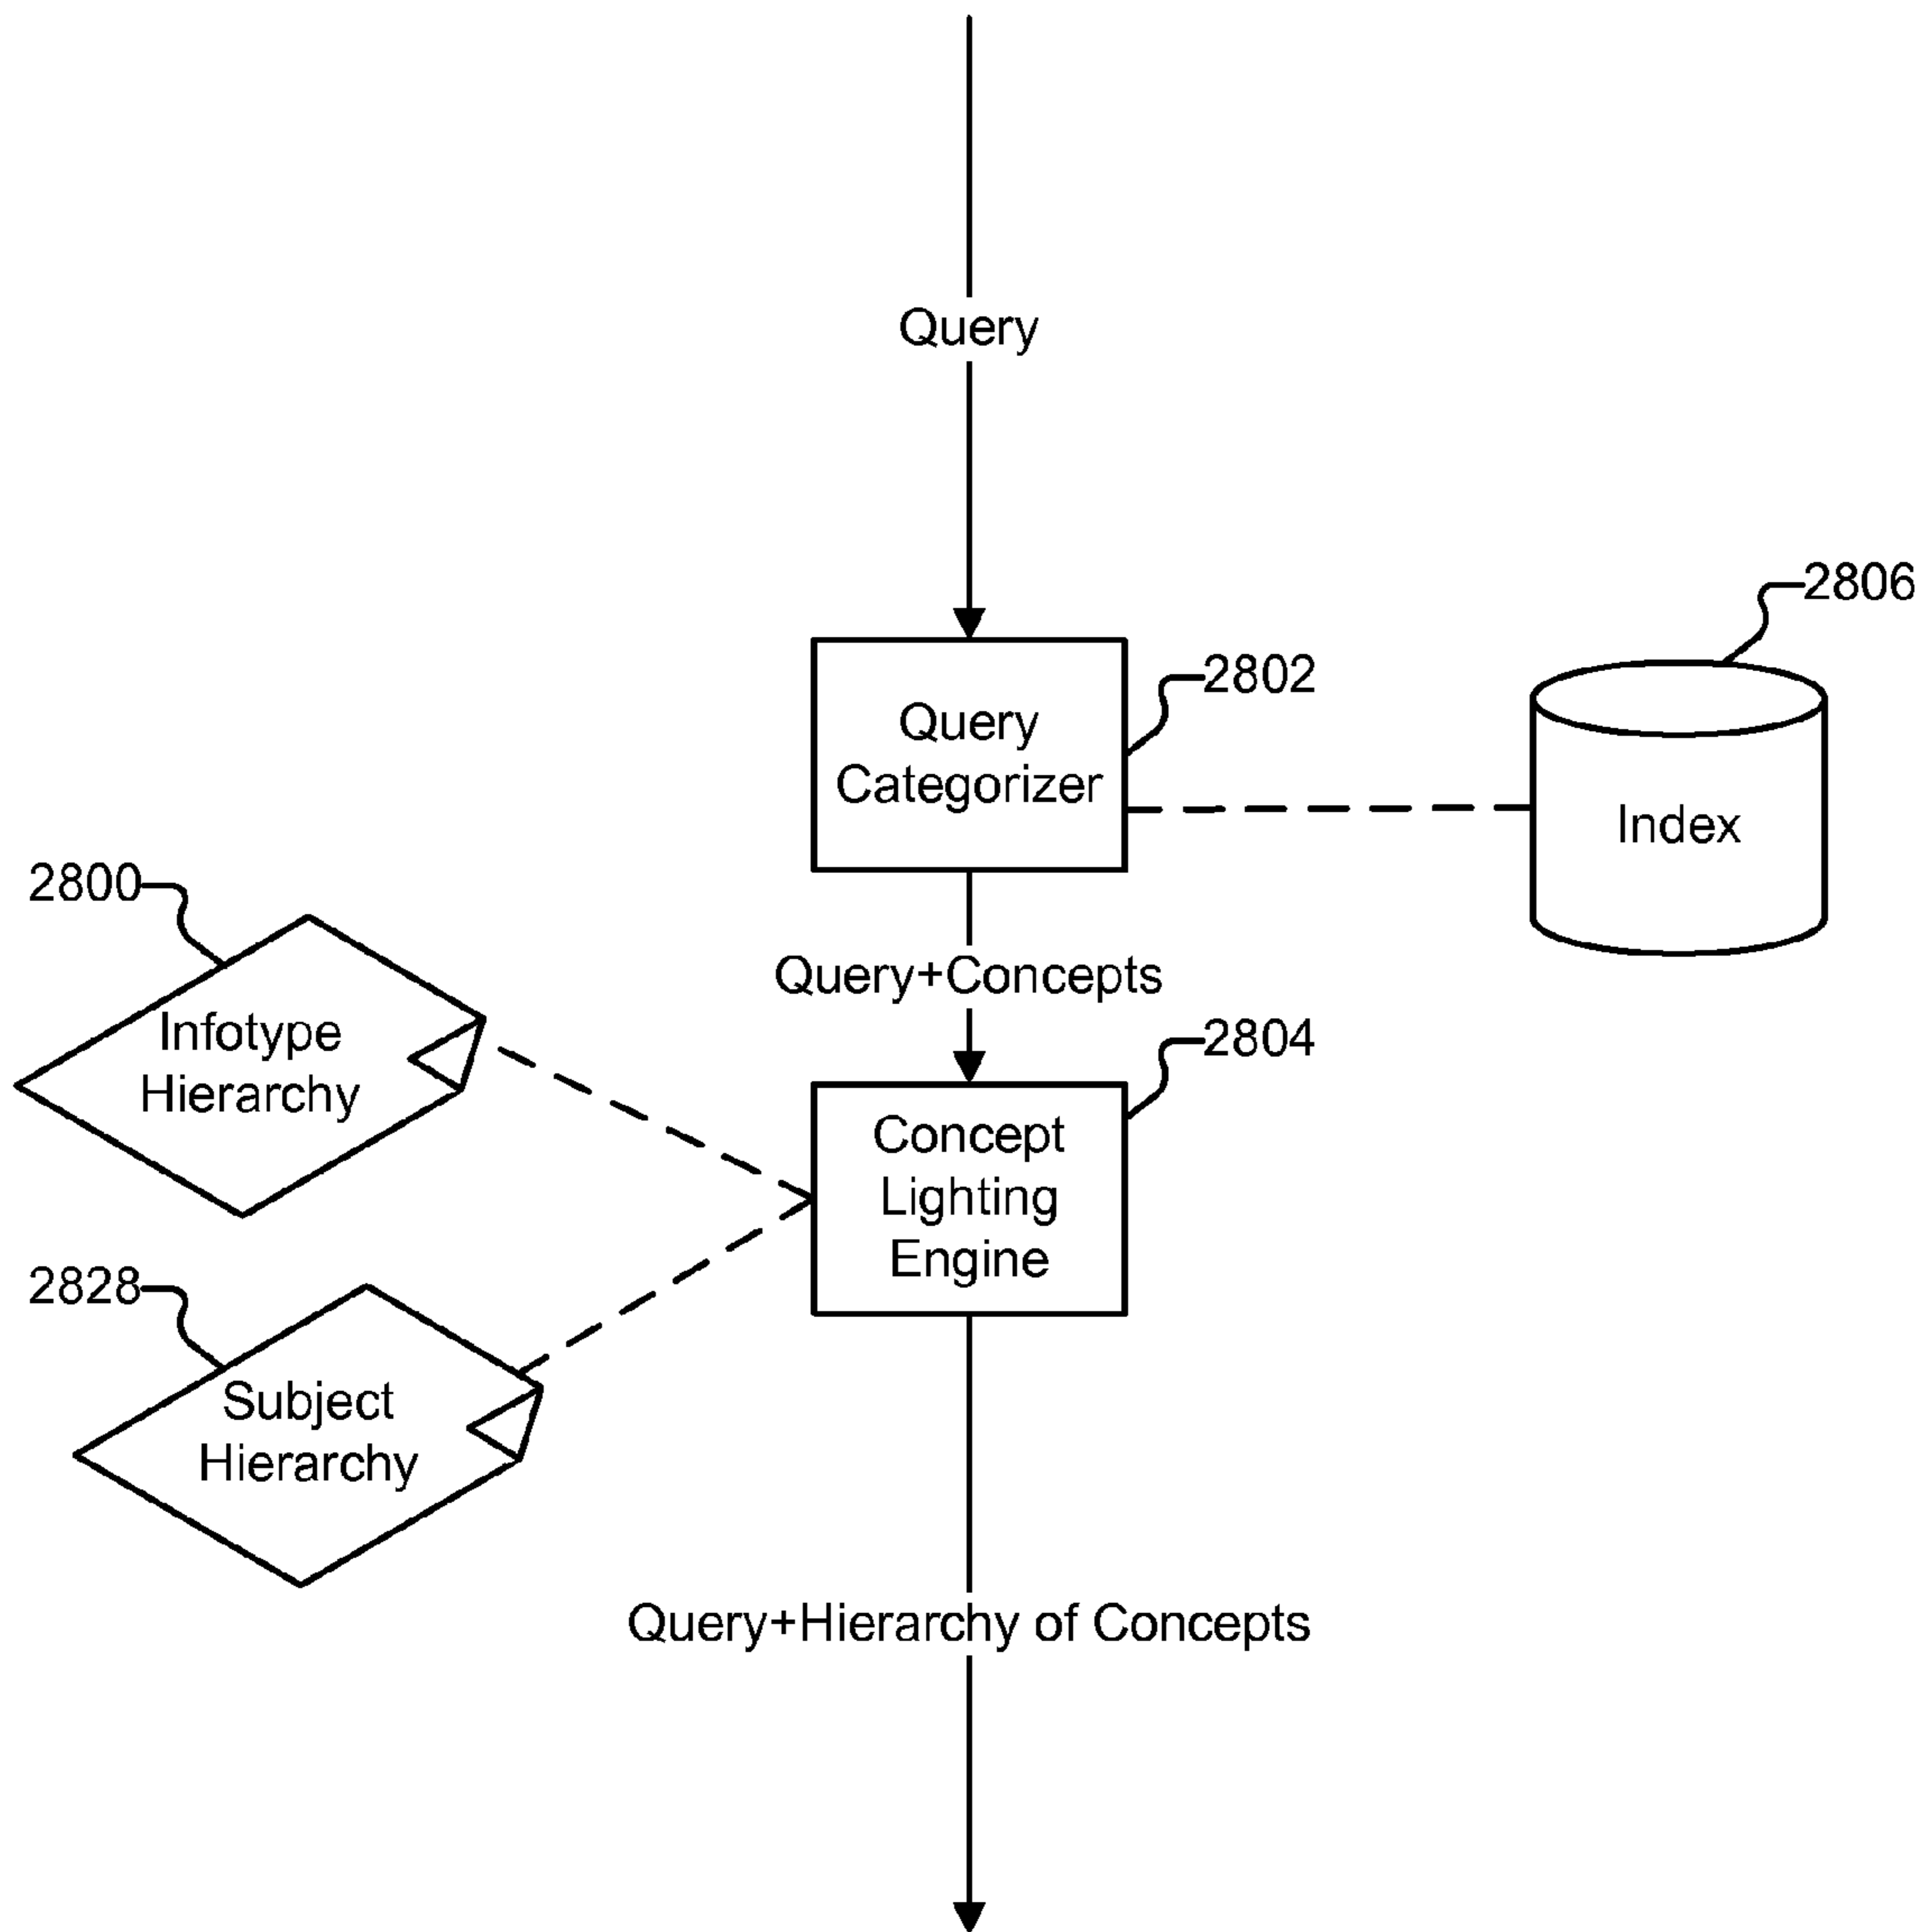 Query
2806
2802
Query
Categorizer
Index
2800
Query+Concepts
Infotype
Hierarchy
2804
Concept
Lighting
Engine
2828
Subject
Hierarchy
Query+Hierarchy of Concepts